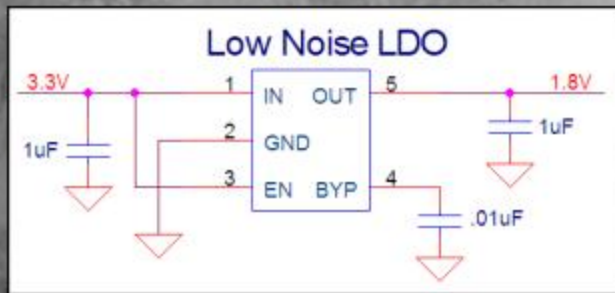 Low Noise LDO
3.3V 1 IN OUT 5 1.8V
1uF 2 GND 1uF
3 EN BYP 4
.01uF